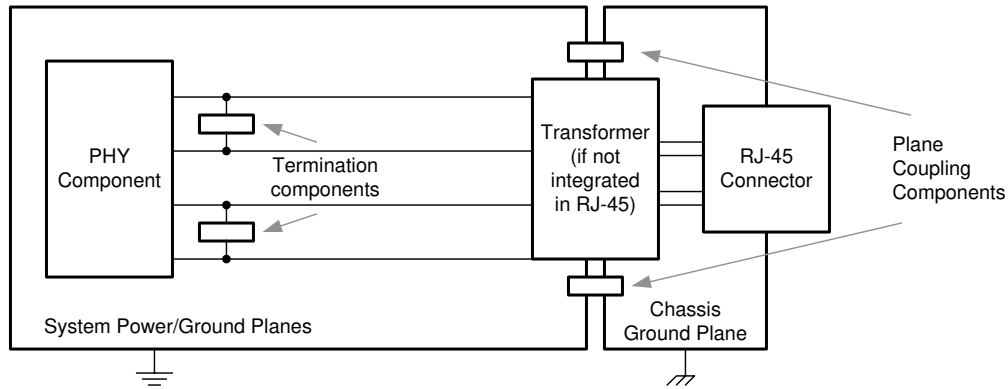 PHY
Component
Termination
components
Transformer
(if not
integrated
in RJ-45)
RJ-45
Connector
Plane
Coupling
Components
System Power/Ground Planes
Chassis
Ground Plane